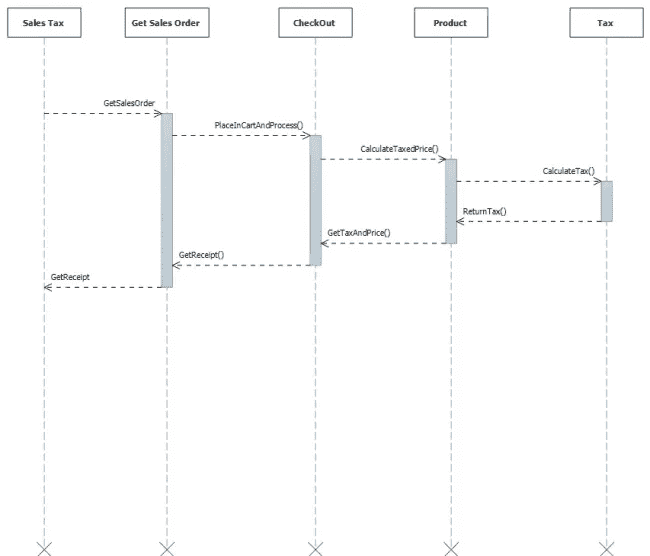 Sales Tax
Get Sales Order
CheckOut
Product
Tax
GetSalesOrder
PlaceInCartAndProcess()
CalculateTaxedPrice()
CalculateTax()
ReturnTax()
GetTaxAndPrice()
GetReceipt()
GetReceipt